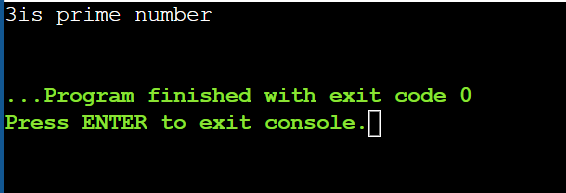 3is prime number
...Program finished with exit code 0
Press ENTER to exit console.